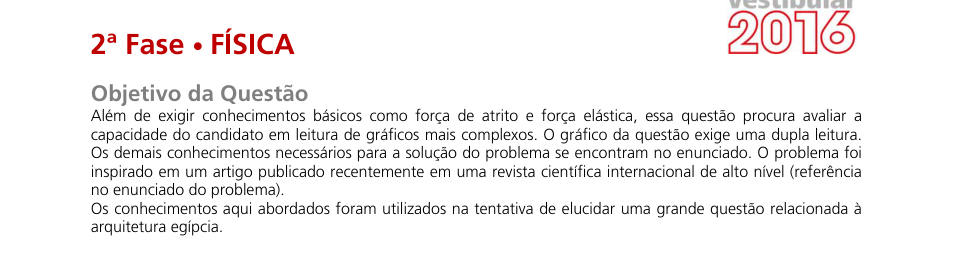 vestibular
2016
2ª Fase • FÍSICA
Objetivo da Questão
Além de exigir conhecimentos básicos como força de atrito e força elástica, essa questão procura avaliar a
capacidade do candidato em leitura de gráficos mais complexos. O gráfico da questão exige uma dupla leitura.
Os demais conhecimentos necessários para a solução do problema se encontram no enunciado. O problema foi
inspirado em um artigo publicado recentemente em uma revista científica internacional de alto nível (referência
no enunciado do problema).
Os conhecimentos aqui abordados foram utilizados na tentativa de elucidar uma grande questão relacionada à
arquitetura egípcia.